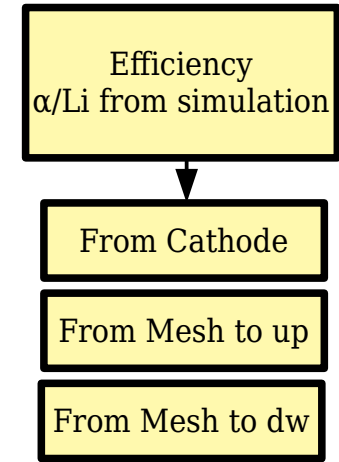 Efficiency
α/Li from simulation
From Cathode
From Mesh to up
From Mesh to dw